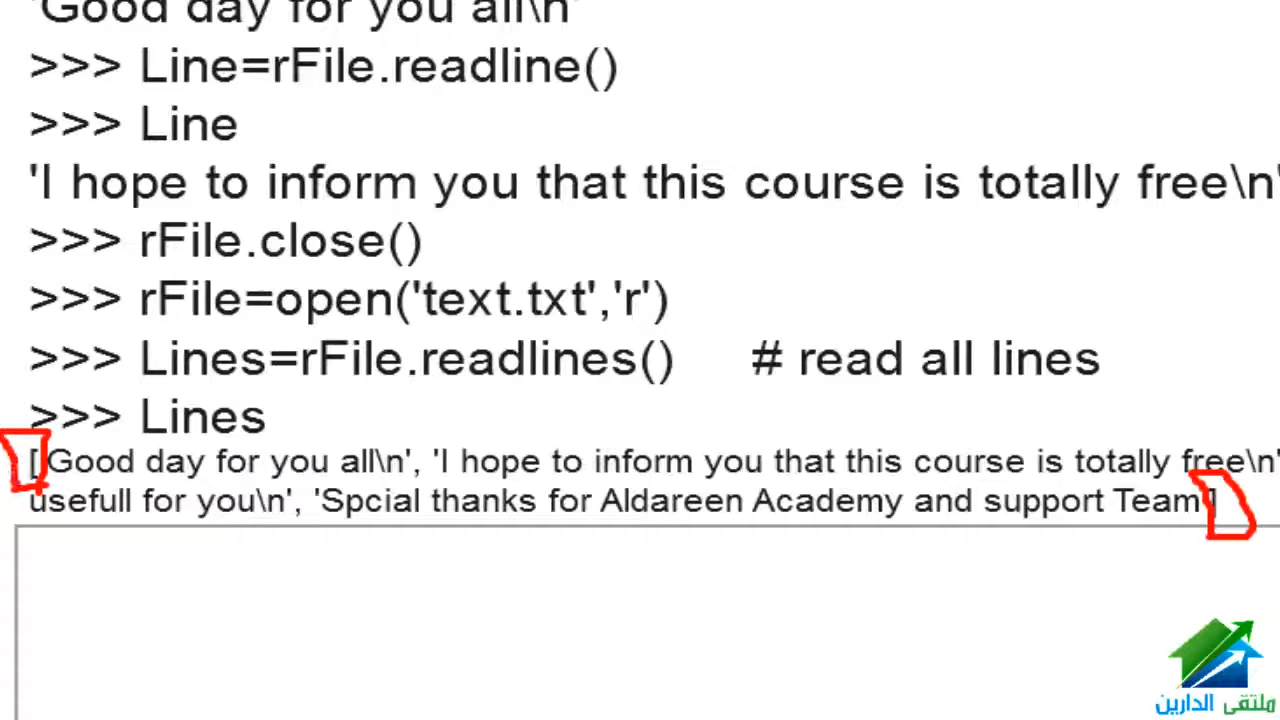 'Good day for you all\n'
>>> Line=rFile.readline()
>>> Line
'I hope to inform you that this course is totally free\n'
>>> rFile.close()
>>> rFile=open('text.txt','r')
>>> Lines=rFile.readlines()     # read all lines
>>> Lines
['Good day for you all\n', 'I hope to inform you that this course is totally free\n'
usefull for you\n', 'Spcial thanks for Aldareen Academy and support Team']
ملتقى الدارين